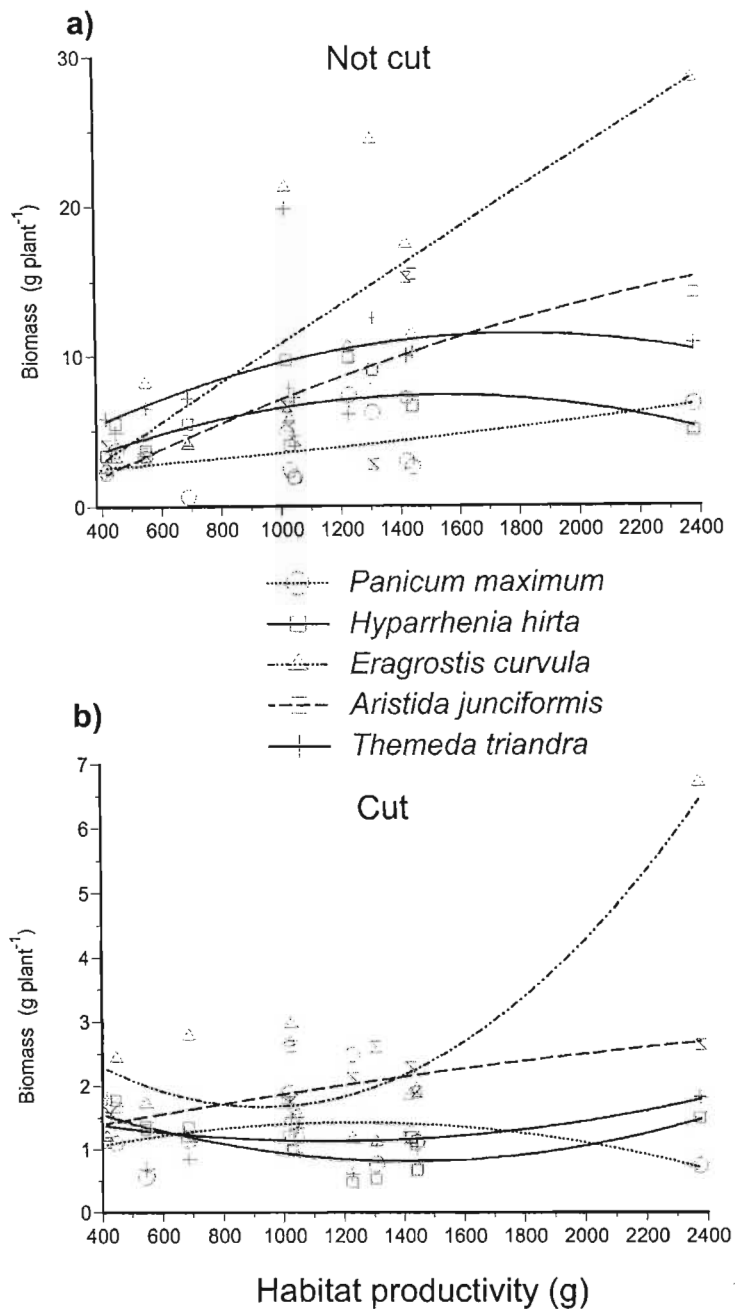 a)
Not cut
30
20
10
0
Biomass (g plant-1)
400 600 800 1000 1200 1400 1600 1800 2000 2200 2400
Panicum maximum
Hyparrhenia hirta
Eragrostis curvula
Aristida junciformis
Themeda triandra
b)
Cut
7
6
5
4
3
2
1
0
Biomass (g plant-1)
400 600 800 1000 1200 1400 1600 1800 2000 2200 2400
Habitat productivity (g)